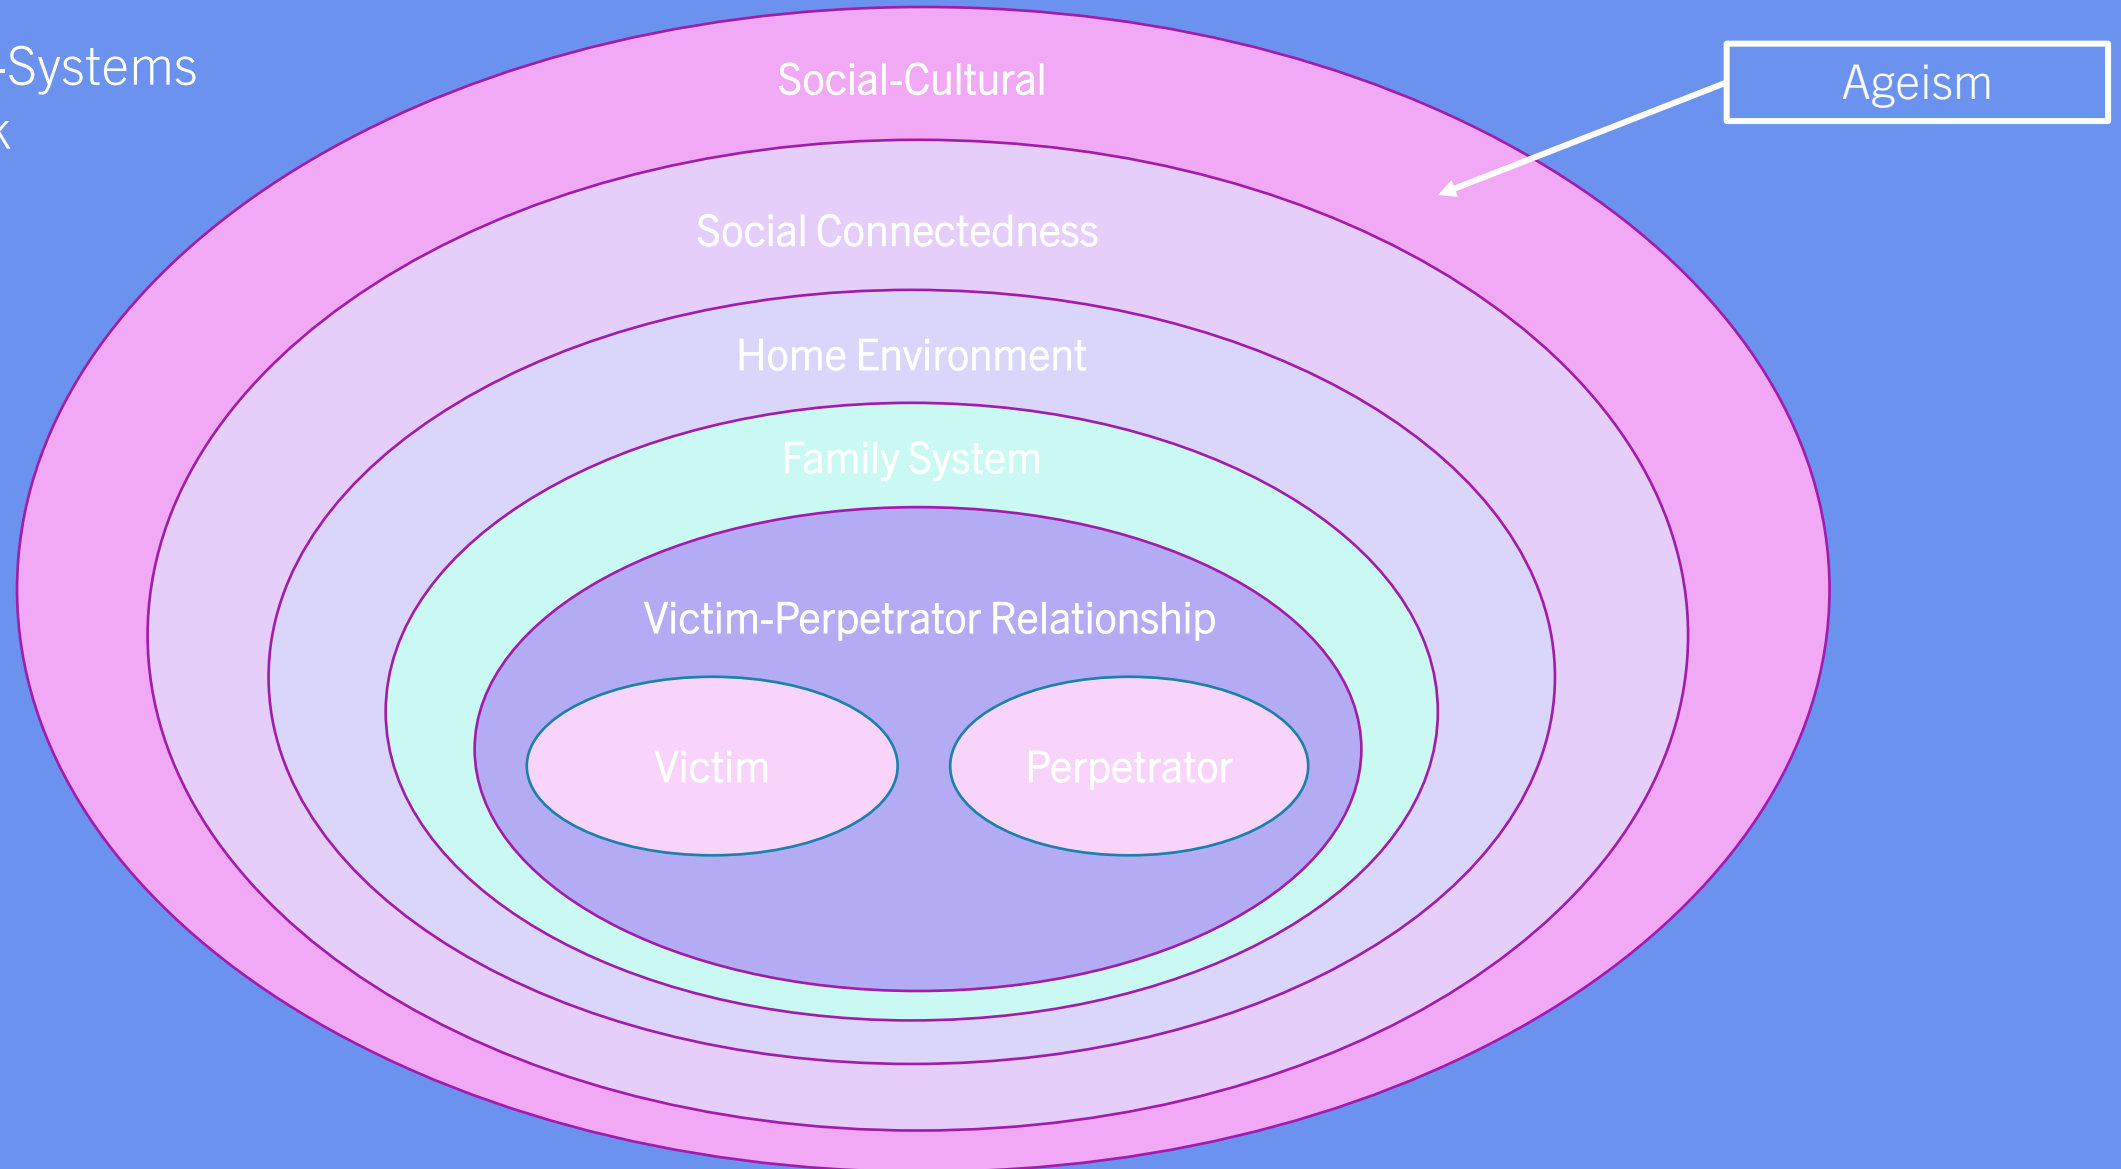 -Systems
k
Ageism
Social-Cultural
Social Connectedness
Home Environment
Family System
Victim-Perpetrator Relationship
Victim
Perpetrator